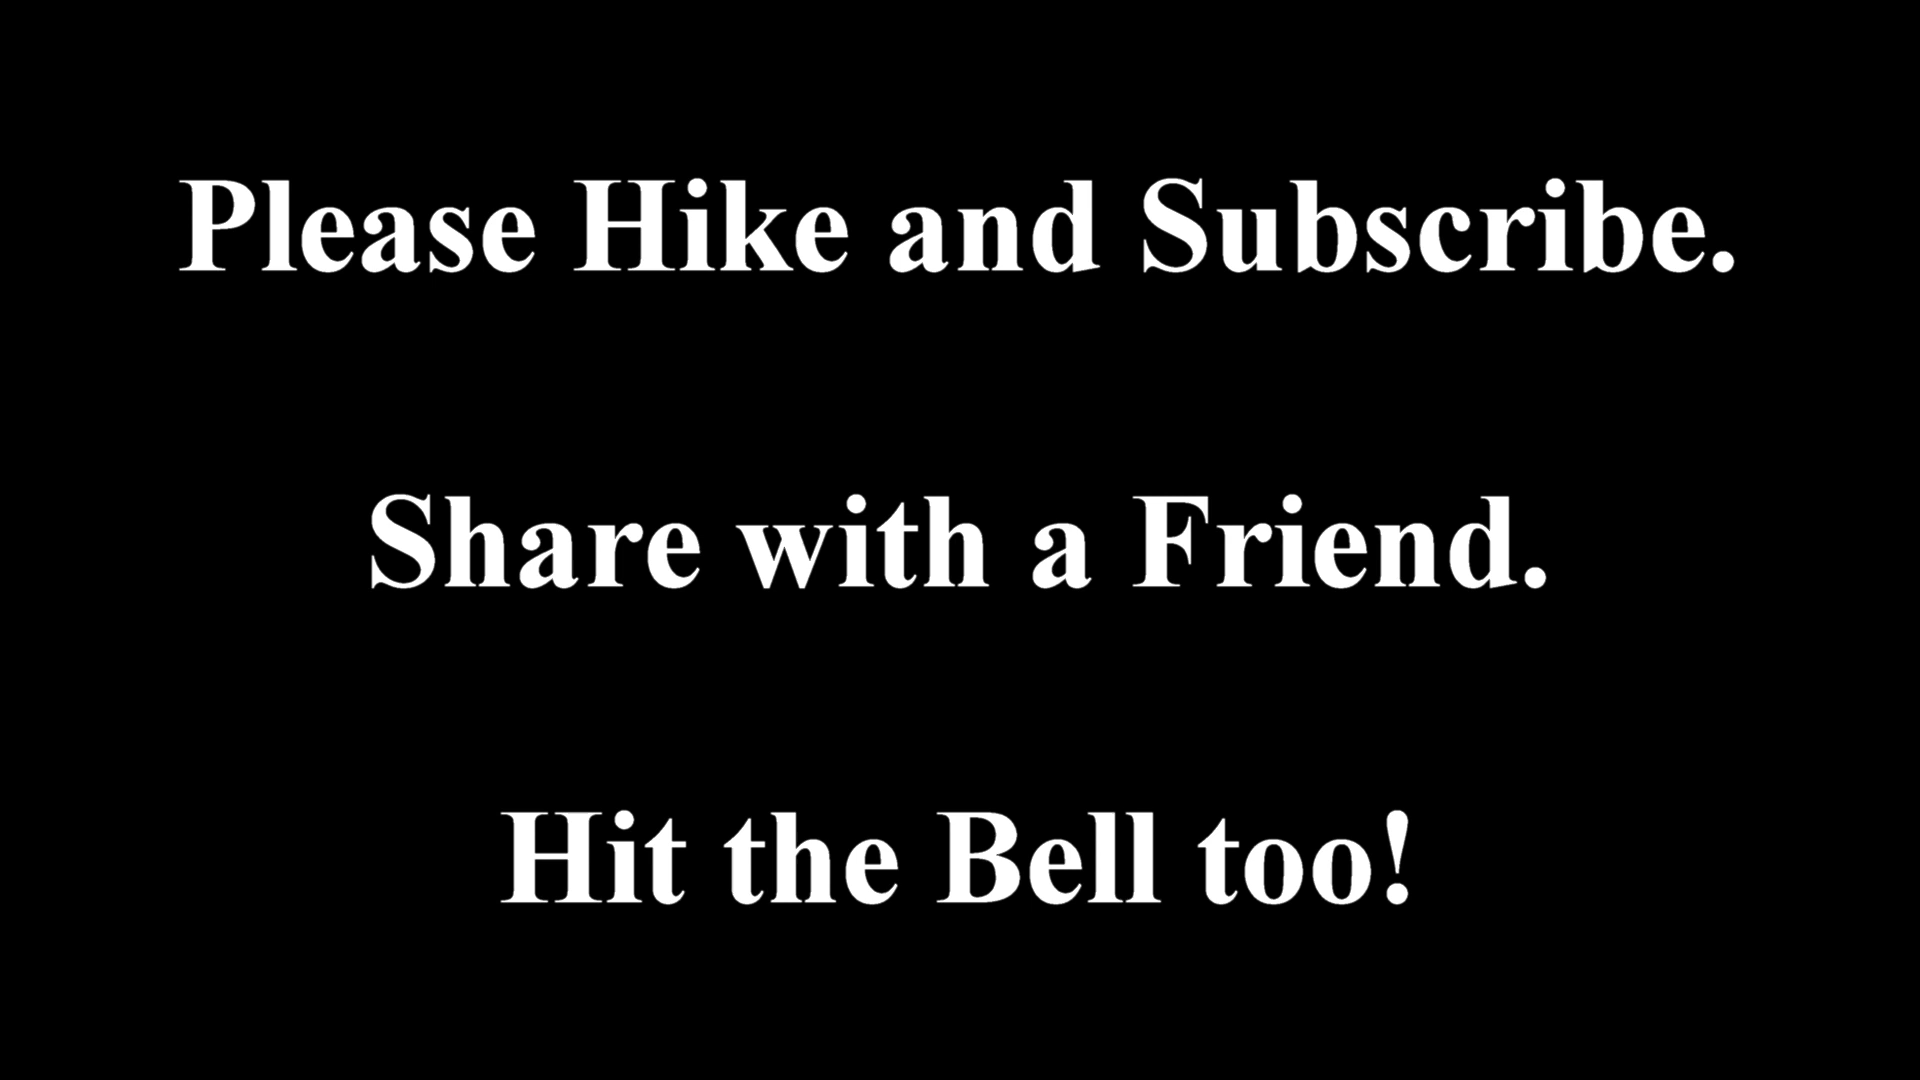 Please Hike and Subscribe.
Share with a Friend.
Hit the Bell too!